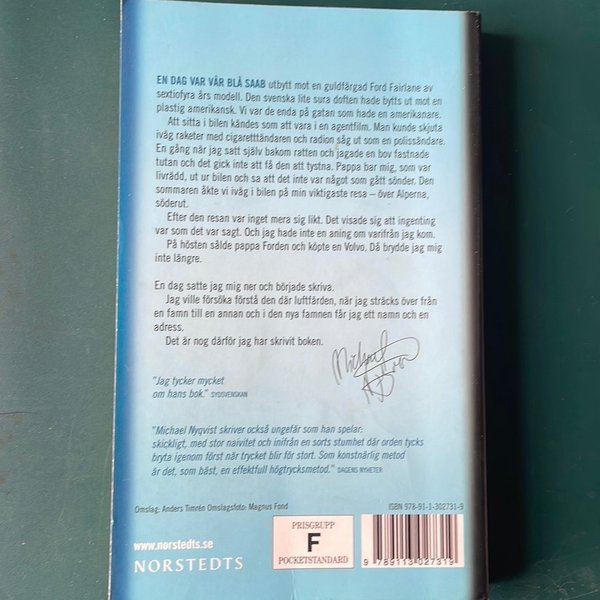 EN DAG VAR VÅR BLÅ SAAB utbytt mot en guldfärgad Ford Fairlane av
sextiofyra års modell. Den svenska lite sura doften hade bytts ut mot en
plastig amerikansk. Vi var de enda på gatan som hade en amerikanare.
Att sitta i bilen kändes som att vara i en agentfilm. Man kunde skjuta
iväg raketer med cigarettändaren och radion såg ut som en polissändare.
En gång när jag satt själv bakom ratten och jagade en bov fastnade
tutan och det gick inte att få den att tystna. Pappa bar mig, som var
livrädd, ut ur bilen och sa att det inte var något som gått sönder. Den
sommaren åkte vi iväg i bilen på min viktigaste resa – över Alperna,
söderut.
Efter den resan var inget mera sig likt. Det visade sig att ingenting
var som det var sagt. Och jag hade inte en aning om varifrån jag kom.
På hösten sålde pappa Forden och köpte en Volvo. Då brydde jag mig
inte längre.
En dag satte jag mig ner och började skriva.
Jag ville försöka förstå den där luftfärden, när jag sträcks över från
en famn till en annan och i den nya famnen får jag ett namn och en
adress.
Det är nog därför jag har skrivit boken.
Michael
"Jag tycker mycket
om hans bok." SYDSVENSKAN
"Michael Nyqvist skriver också ungefär som han spelar:
skickligt, med stor naivitet och inifrån en sorts stumhet där orden tycks
bryta igenom först när trycket blir för stort. Som konstnärlig metod
är det, som bäst, en effektfull högtrycksmetod." DAGENS NYHETER
Omslag: Anders Timrén Omslagsfoto: Magnus Fond
ISBN 978-91-1-302731-9
www.norstedts.se
NORSTEDTS
PRISGRUPP
F
POCKETSTANDARD
9 789113 027319